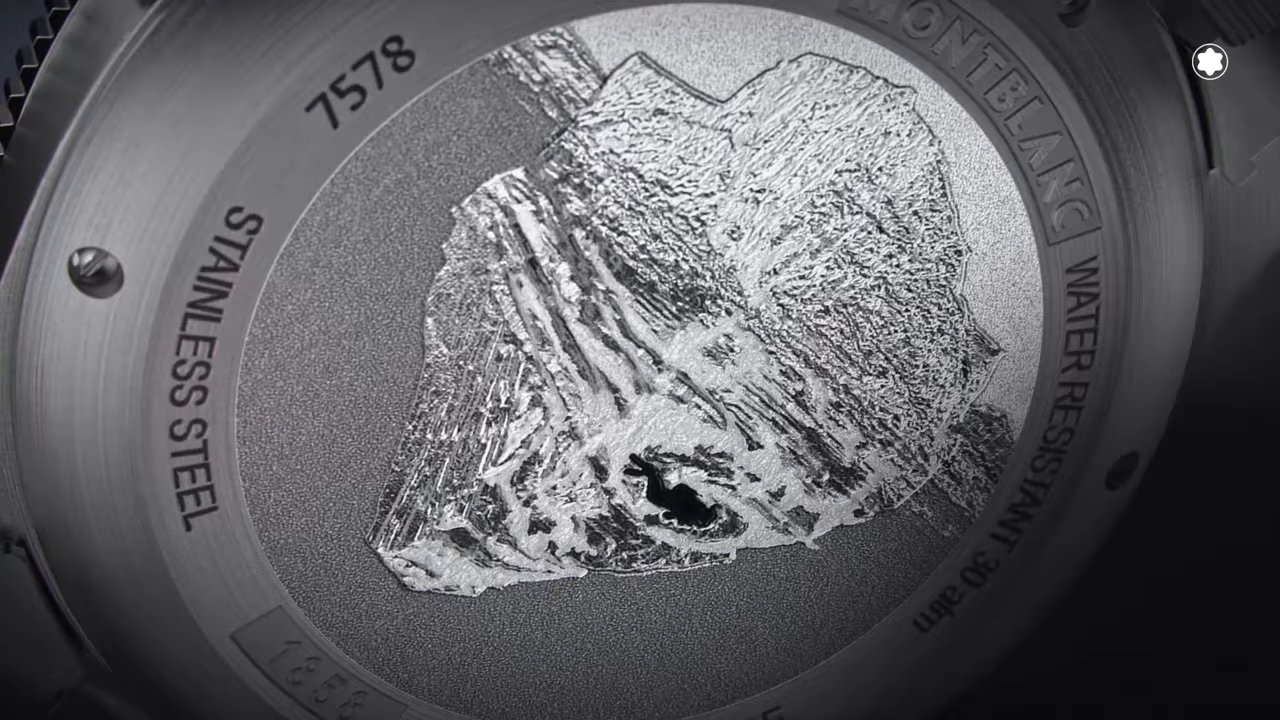 7578
STAINLESS STEEL
MONTBLANC
WATER RESISTANT 30 atm
1858